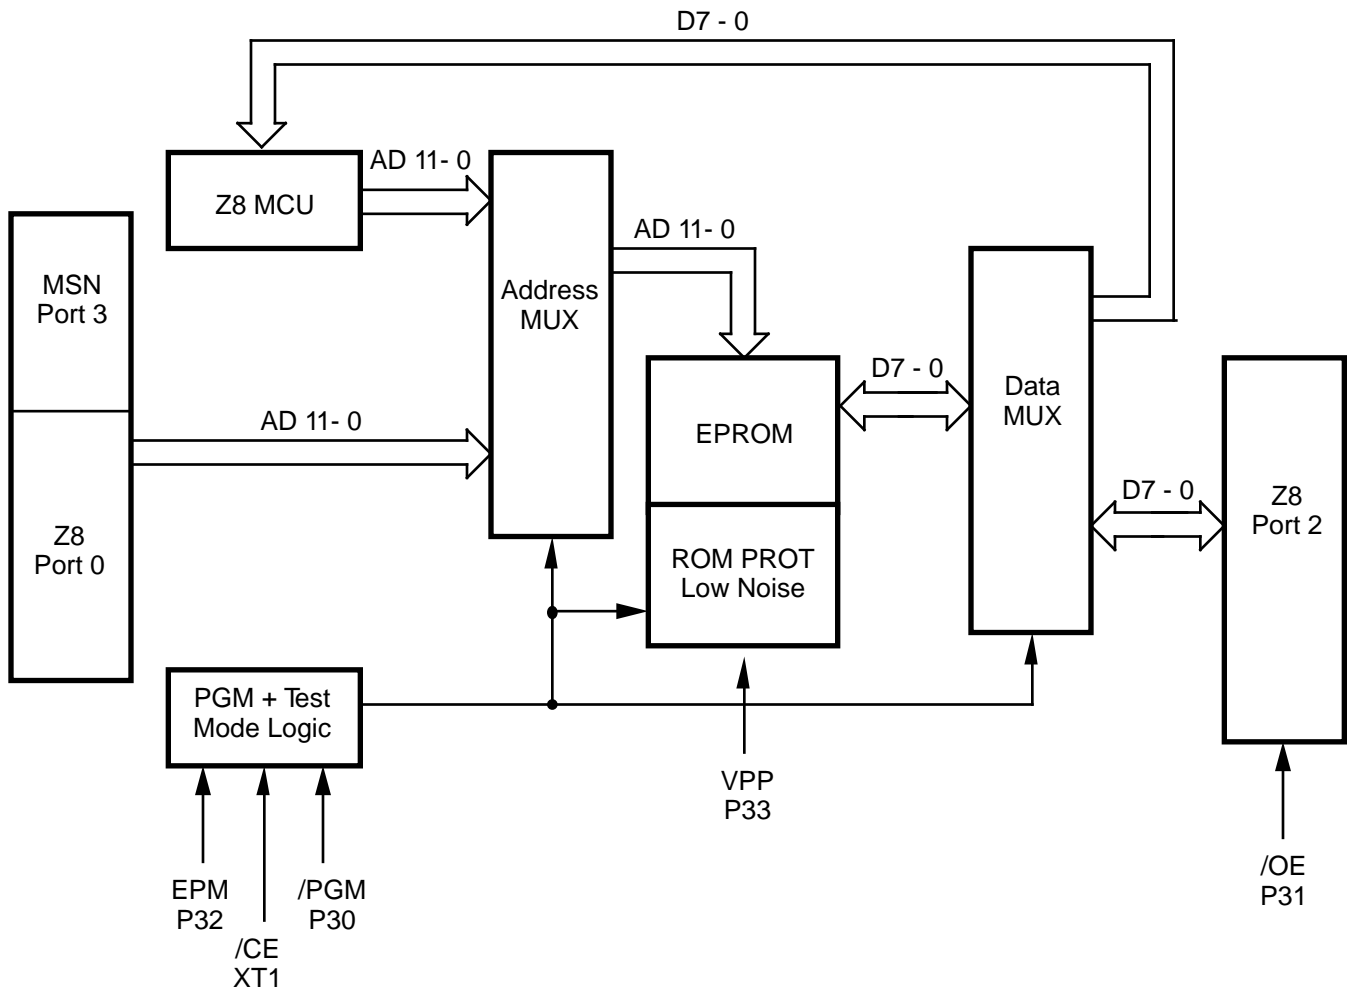 D7 - 0
AD 11- 0
Z8 MCU
MSN
Port 3
AD 11- 0
Address
MUX
D7 - 0
Data
MUX
AD 11- 0
EPROM
D7 - 0
Z8
Port 2
Z8
Port 0
ROM PROT
Low Noise
PGM + Test
Mode Logic
VPP
P33
EPM
P32
/PGM
P30
/OE
P31
/CE
XT1